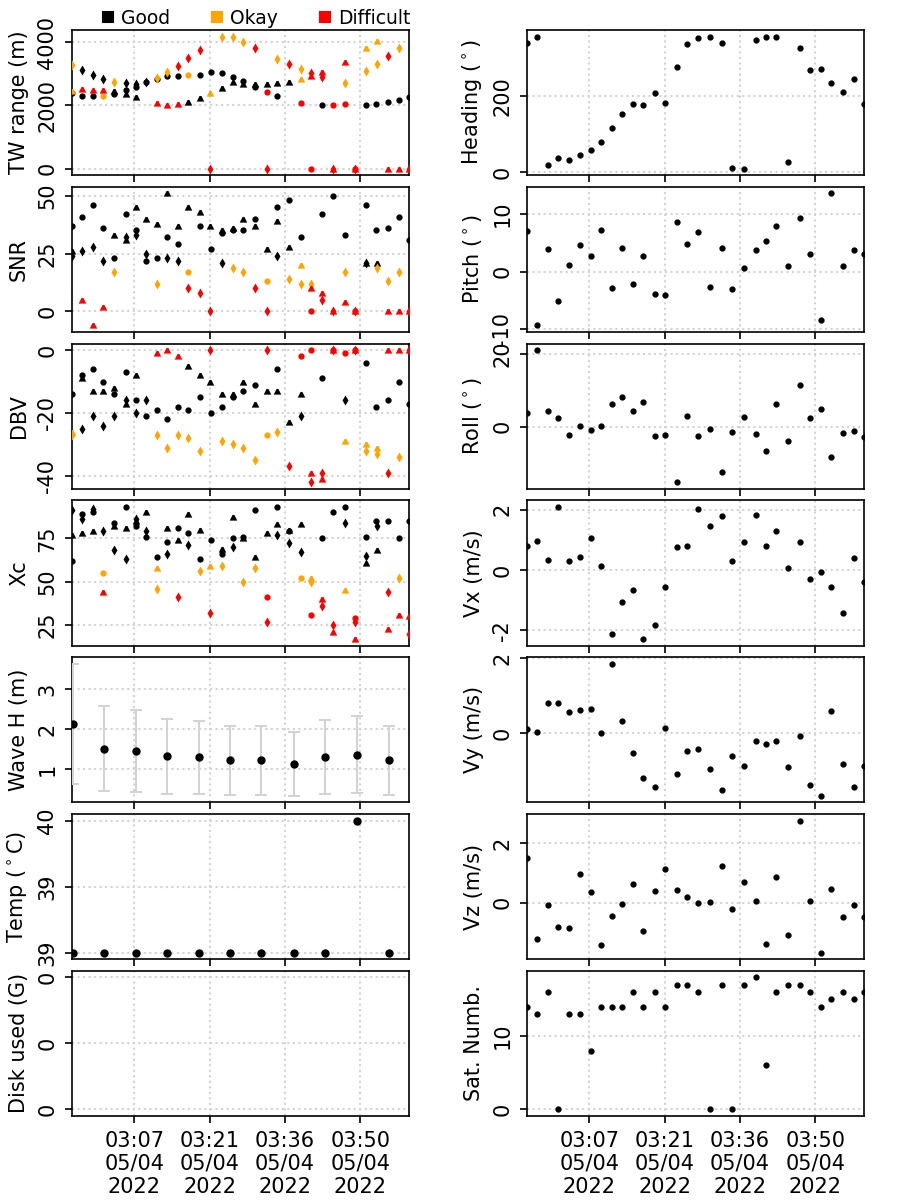 Good Okay Difficult
TW range (m)
4000
2000
0
SNR
50
25
0
DBV
0
-20
-40
Xc
75
50
25
Wave H (m)
3
2
1
Temp (°C)
40
39
39
Disk used (G)
0
0
0
03:07 03:21 03:36 03:50
05/04 05/04 05/04 05/04
2022 2022 2022 2022
Heading (°)
200
0
Pitch (°)
10
0
-10
Roll (°)
20
0
Vx (m/s)
2
0
-2
Vy (m/s)
2
0
Vz (m/s)
2
0
Sat. Numb.
10
0
03:07 03:21 03:36 03:50
05/04 05/04 05/04 05/04
2022 2022 2022 2022